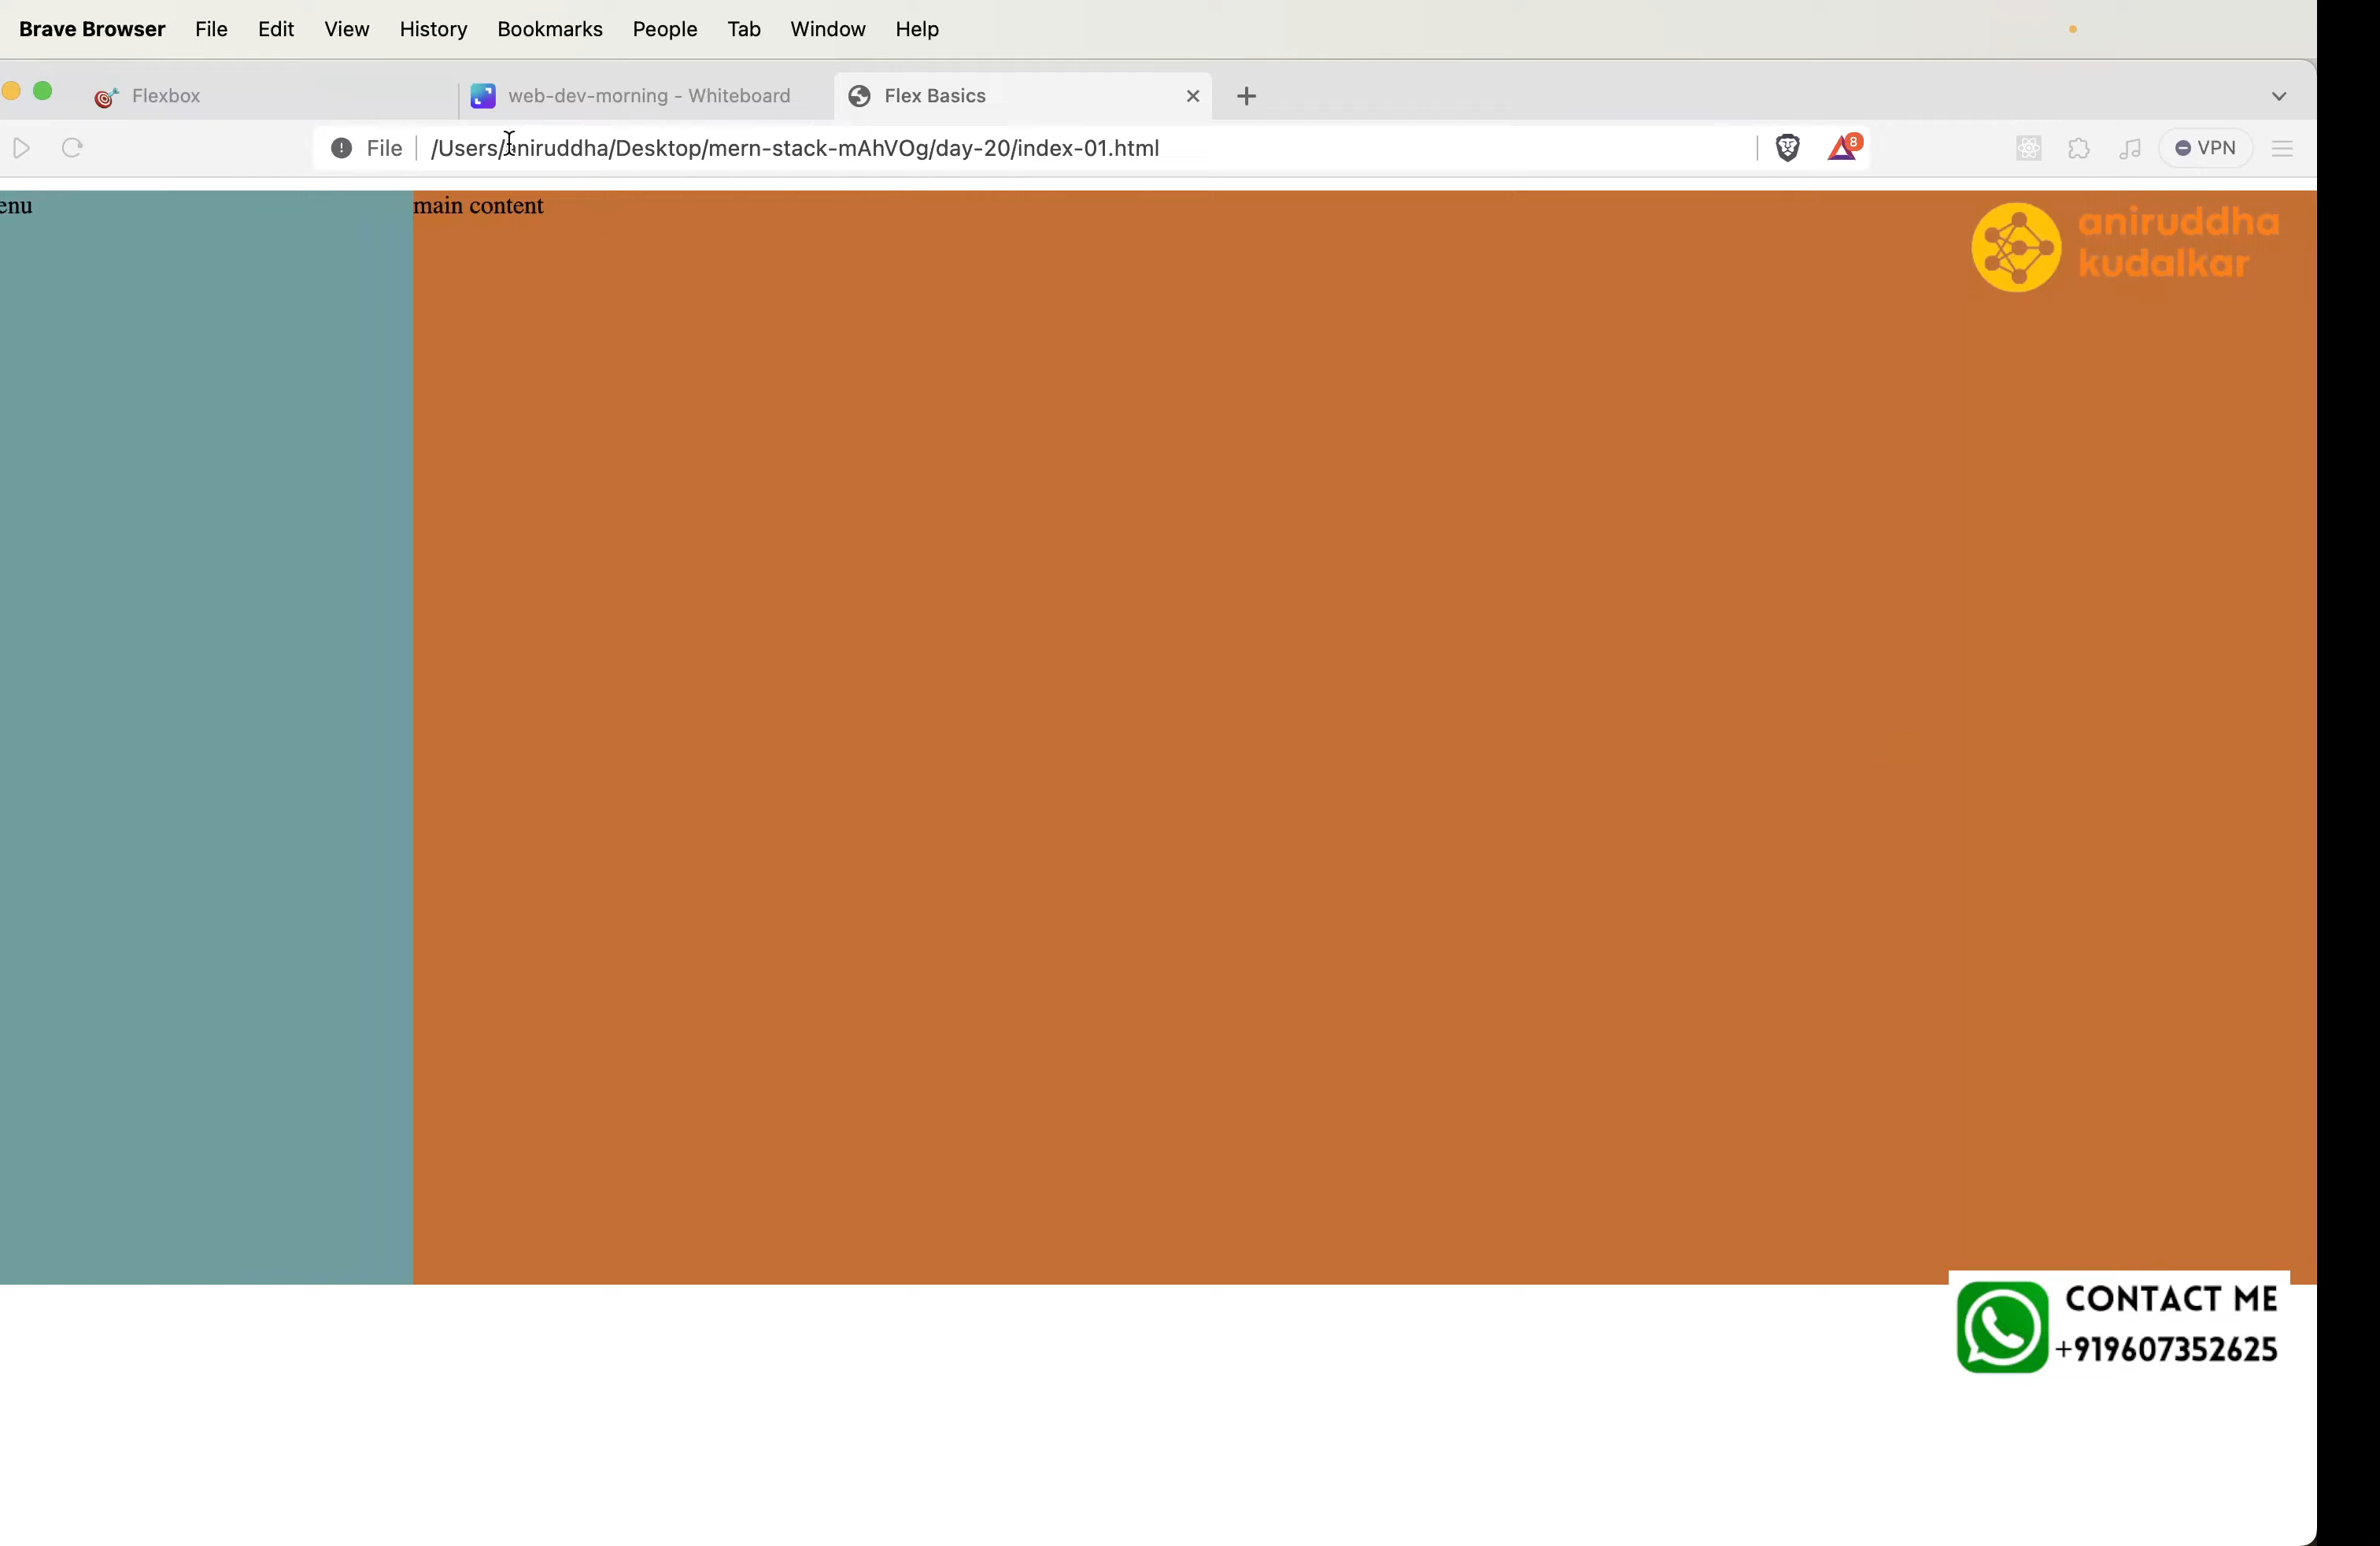 Brave Browser File Edit View History Bookmarks People Tab Window Help
Flexbox web-dev-morning - Whiteboard Flex Basics
File /Users/aniruddha/Desktop/mern-stack-mAhVOg/day-20/index-01.html 8 VPN
enu main content
aniruddha
kudalkar
CONTACT ME
+919607352625